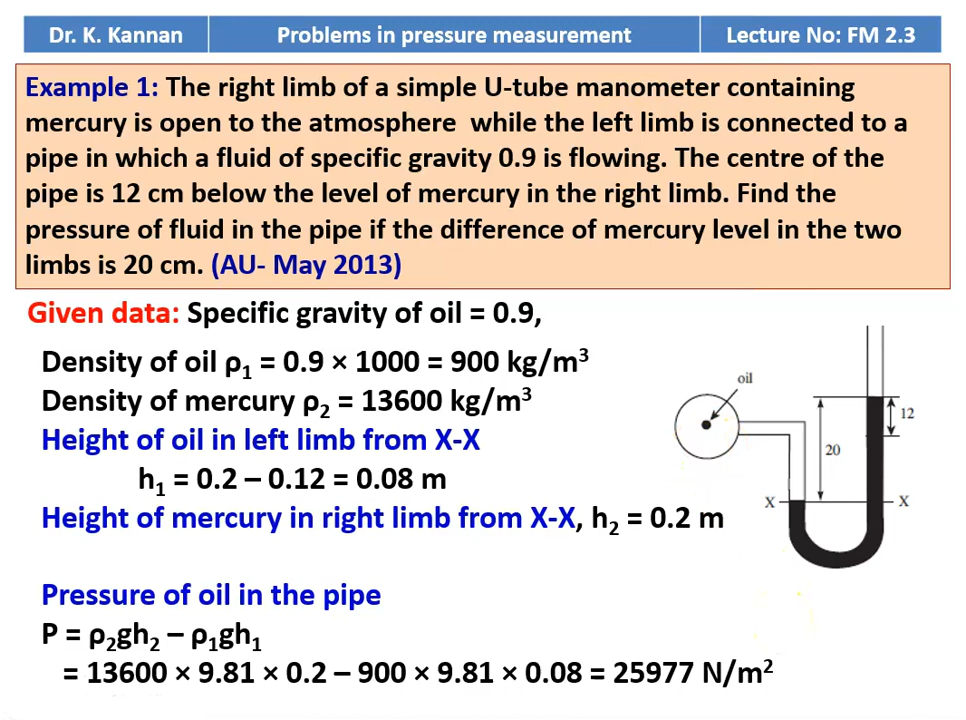 Dr. K. Kannan Problems in pressure measurement Lecture No: FM 2.3
Example 1: The right limb of a simple U-tube manometer containing
mercury is open to the atmosphere while the left limb is connected to a
pipe in which a fluid of specific gravity 0.9 is flowing. The centre of the
pipe is 12 cm below the level of mercury in the right limb. Find the
pressure of fluid in the pipe if the difference of mercury level in the two
limbs is 20 cm. (AU- May 2013)
Given data: Specific gravity of oil = 0.9,
Density of oil ρ₁ = 0.9 × 1000 = 900 kg/m³
Density of mercury ρ₂ = 13600 kg/m³
Height of oil in left limb from X-X
h₁ = 0.2 – 0.12 = 0.08 m
Height of mercury in right limb from X-X, h₂ = 0.2 m
Pressure of oil in the pipe
P = ρ₂gh₂ – ρ₁gh₁
= 13600 × 9.81 × 0.2 – 900 × 9.81 × 0.08 = 25977 N/m²
oil
12
20
X X